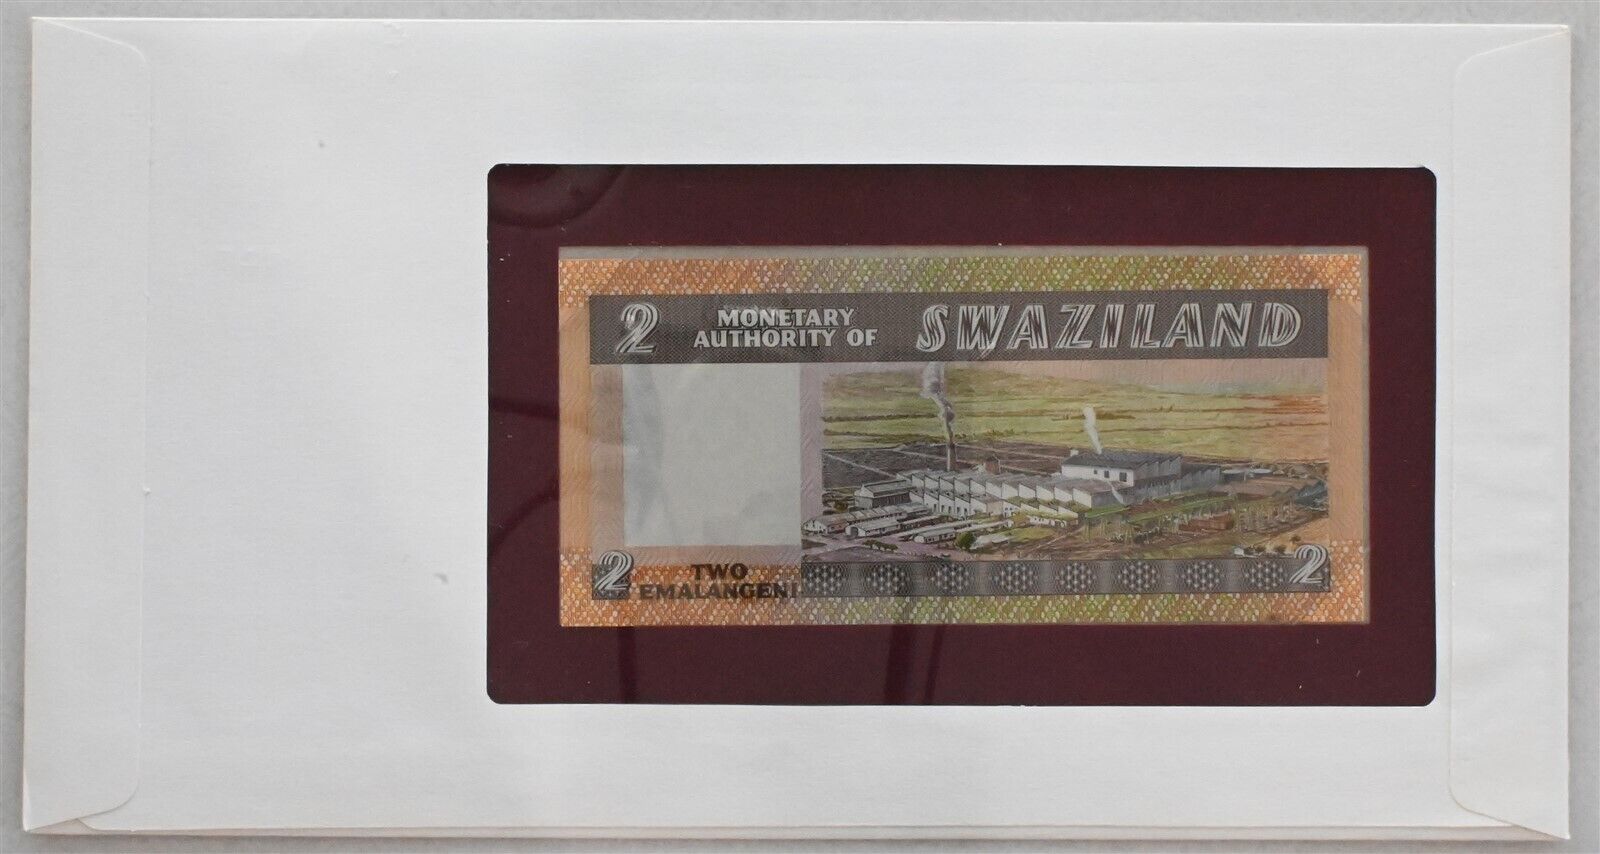 2 MONETARY SWAZILAND
AUTHORITY OF
2 TWO 2
EMALANGENI